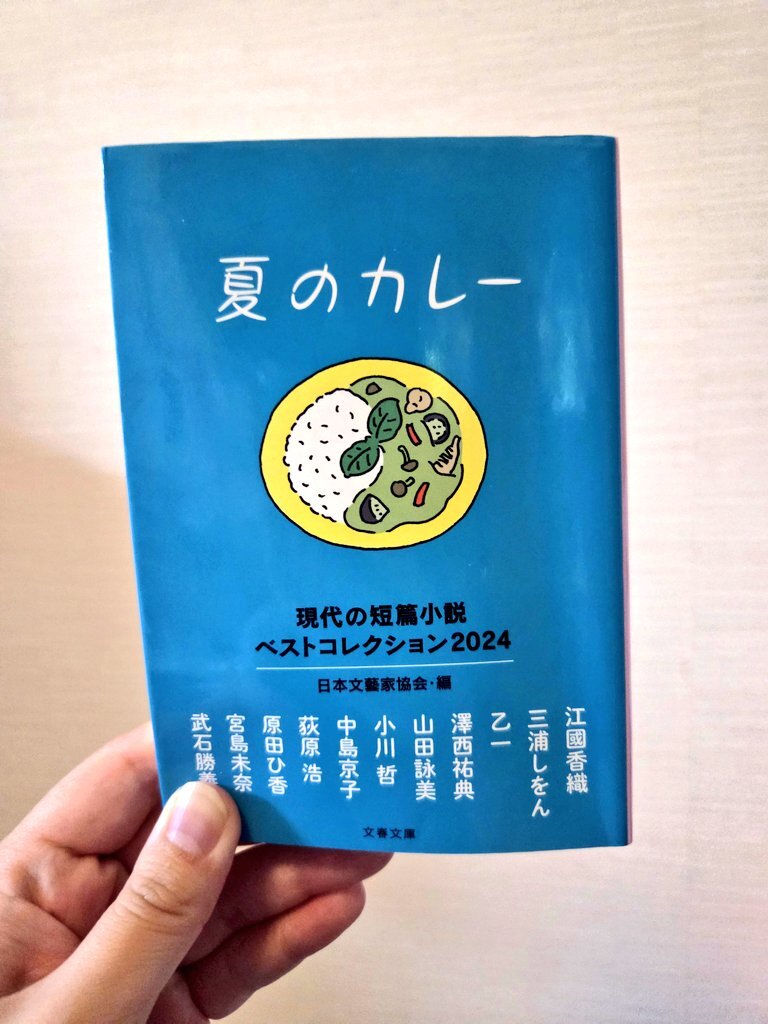 夏のカレー
現代の短篇小説
ベストコレクション2024
日本文藝家協会・編
江國香織
三浦しをん
乙一
澤西祐典
山田詠美
小川哲
中島京子
荻原浩
原田ひ香
宮島未奈
武石勝義
文春文庫